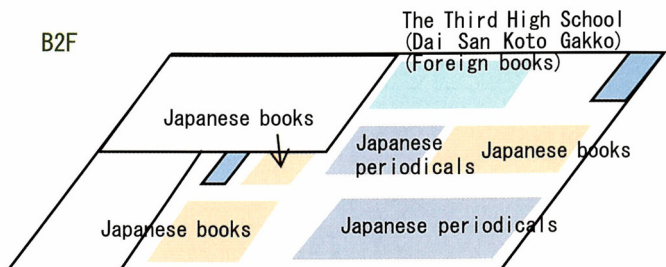 B2F
The Third High School
(Dai San Koto Gakko)
(Foreign books)
Japanese books
Japanese
periodicals
Japanese books
Japanese books
Japanese periodicals